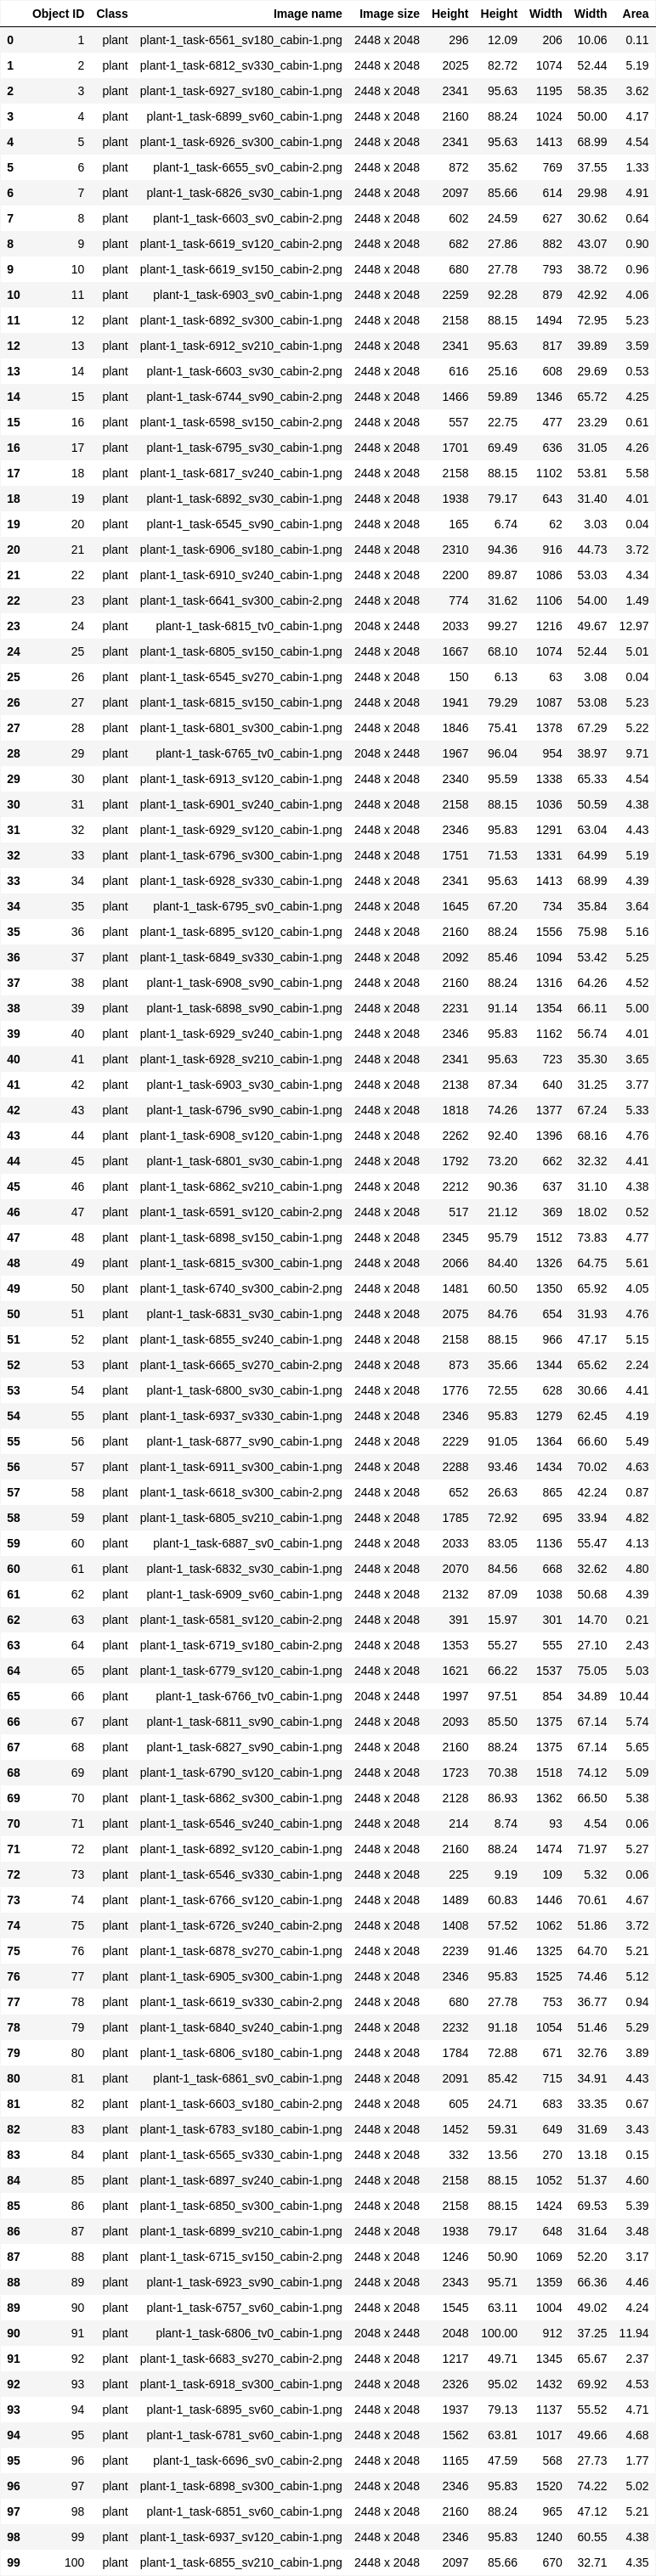 Object ID Class Image name Image size Height Height Width Width Area
0 1 plant plant-1_task-6561_sv180_cabin-1.png 2448 x 2048 296 12.09 206 10.06 0.11
1 2 plant plant-1_task-6812_sv330_cabin-1.png 2448 x 2048 2025 82.72 1074 52.44 5.19
2 3 plant plant-1_task-6927_sv180_cabin-1.png 2448 x 2048 2341 95.63 1195 58.35 3.62
3 4 plant plant-1_task-6899_sv60_cabin-1.png 2448 x 2048 2160 88.24 1024 50.00 4.17
4 5 plant plant-1_task-6926_sv300_cabin-1.png 2448 x 2048 2341 95.63 1413 68.99 4.54
5 6 plant plant-1_task-6655_sv0_cabin-2.png 2448 x 2048 872 35.62 769 37.55 1.33
6 7 plant plant-1_task-6826_sv30_cabin-1.png 2448 x 2048 2097 85.66 614 29.98 4.91
7 8 plant plant-1_task-6603_sv0_cabin-2.png 2448 x 2048 602 24.59 627 30.62 0.64
8 9 plant plant-1_task-6619_sv120_cabin-2.png 2448 x 2048 682 27.86 882 43.07 0.90
9 10 plant plant-1_task-6619_sv150_cabin-2.png 2448 x 2048 680 27.78 793 38.72 0.96
10 11 plant plant-1_task-6903_sv0_cabin-1.png 2448 x 2048 2259 92.28 879 42.92 4.06
11 12 plant plant-1_task-6892_sv300_cabin-1.png 2448 x 2048 2158 88.15 1494 72.95 5.23
12 13 plant plant-1_task-6912_sv210_cabin-1.png 2448 x 2048 2341 95.63 817 39.89 3.59
13 14 plant plant-1_task-6603_sv30_cabin-2.png 2448 x 2048 616 25.16 608 29.69 0.53
14 15 plant plant-1_task-6744_sv90_cabin-2.png 2448 x 2048 1466 59.89 1346 65.72 4.25
15 16 plant plant-1_task-6598_sv150_cabin-2.png 2448 x 2048 557 22.75 477 23.29 0.61
16 17 plant plant-1_task-6795_sv30_cabin-1.png 2448 x 2048 1701 69.49 636 31.05 4.26
17 18 plant plant-1_task-6817_sv240_cabin-1.png 2448 x 2048 2158 88.15 1102 53.81 5.58
18 19 plant plant-1_task-6892_sv30_cabin-1.png 2448 x 2048 1938 79.17 643 31.40 4.01
19 20 plant plant-1_task-6545_sv90_cabin-1.png 2448 x 2048 165 6.74 62 3.03 0.04
20 21 plant plant-1_task-6906_sv180_cabin-1.png 2448 x 2048 2310 94.36 916 44.73 3.72
21 22 plant plant-1_task-6910_sv240_cabin-1.png 2448 x 2048 2200 89.87 1086 53.03 4.34
22 23 plant plant-1_task-6641_sv300_cabin-2.png 2448 x 2048 774 31.62 1106 54.00 1.49
23 24 plant plant-1_task-6815_tv0_cabin-1.png 2048 x 2448 2033 99.27 1216 49.67 12.97
24 25 plant plant-1_task-6805_sv150_cabin-1.png 2448 x 2048 1667 68.10 1074 52.44 5.01
25 26 plant plant-1_task-6545_sv270_cabin-1.png 2448 x 2048 150 6.13 63 3.08 0.04
26 27 plant plant-1_task-6815_sv150_cabin-1.png 2448 x 2048 1941 79.29 1087 53.08 5.23
27 28 plant plant-1_task-6801_sv300_cabin-1.png 2448 x 2048 1846 75.41 1378 67.29 5.22
28 29 plant plant-1_task-6765_tv0_cabin-1.png 2048 x 2448 1967 96.04 954 38.97 9.71
29 30 plant plant-1_task-6913_sv120_cabin-1.png 2448 x 2048 2340 95.59 1338 65.33 4.54
30 31 plant plant-1_task-6901_sv240_cabin-1.png 2448 x 2048 2158 88.15 1036 50.59 4.38
31 32 plant plant-1_task-6929_sv120_cabin-1.png 2448 x 2048 2346 95.83 1291 63.04 4.43
32 33 plant plant-1_task-6796_sv300_cabin-1.png 2448 x 2048 1751 71.53 1331 64.99 5.19
33 34 plant plant-1_task-6928_sv330_cabin-1.png 2448 x 2048 2341 95.63 1413 68.99 4.39
34 35 plant plant-1_task-6795_sv0_cabin-1.png 2448 x 2048 1645 67.20 734 35.84 3.64
35 36 plant plant-1_task-6895_sv120_cabin-1.png 2448 x 2048 2160 88.24 1556 75.98 5.16
36 37 plant plant-1_task-6849_sv330_cabin-1.png 2448 x 2048 2092 85.46 1094 53.42 5.25
37 38 plant plant-1_task-6908_sv90_cabin-1.png 2448 x 2048 2160 88.24 1316 64.26 4.52
38 39 plant plant-1_task-6898_sv90_cabin-1.png 2448 x 2048 2231 91.14 1354 66.11 5.00
39 40 plant plant-1_task-6929_sv240_cabin-1.png 2448 x 2048 2346 95.83 1162 56.74 4.01
40 41 plant plant-1_task-6928_sv210_cabin-1.png 2448 x 2048 2341 95.63 723 35.30 3.65
41 42 plant plant-1_task-6903_sv30_cabin-1.png 2448 x 2048 2138 87.34 640 31.25 3.77
42 43 plant plant-1_task-6796_sv90_cabin-1.png 2448 x 2048 1818 74.26 1377 67.24 5.33
43 44 plant plant-1_task-6908_sv120_cabin-1.png 2448 x 2048 2262 92.40 1396 68.16 4.76
44 45 plant plant-1_task-6801_sv30_cabin-1.png 2448 x 2048 1792 73.20 662 32.32 4.41
45 46 plant plant-1_task-6862_sv210_cabin-1.png 2448 x 2048 2212 90.36 637 31.10 4.38
46 47 plant plant-1_task-6591_sv120_cabin-2.png 2448 x 2048 517 21.12 369 18.02 0.52
47 48 plant plant-1_task-6898_sv150_cabin-1.png 2448 x 2048 2345 95.79 1512 73.83 4.77
48 49 plant plant-1_task-6815_sv300_cabin-1.png 2448 x 2048 2066 84.40 1326 64.75 5.61
49 50 plant plant-1_task-6740_sv300_cabin-2.png 2448 x 2048 1481 60.50 1350 65.92 4.05
50 51 plant plant-1_task-6831_sv30_cabin-1.png 2448 x 2048 2075 84.76 654 31.93 4.76
51 52 plant plant-1_task-6855_sv240_cabin-1.png 2448 x 2048 2158 88.15 966 47.17 5.15
52 53 plant plant-1_task-6665_sv270_cabin-2.png 2448 x 2048 873 35.66 1344 65.62 2.24
53 54 plant plant-1_task-6800_sv30_cabin-1.png 2448 x 2048 1776 72.55 628 30.66 4.41
54 55 plant plant-1_task-6937_sv330_cabin-1.png 2448 x 2048 2346 95.83 1279 62.45 4.19
55 56 plant plant-1_task-6877_sv90_cabin-1.png 2448 x 2048 2229 91.05 1364 66.60 5.49
56 57 plant plant-1_task-6911_sv300_cabin-1.png 2448 x 2048 2288 93.46 1434 70.02 4.63
57 58 plant plant-1_task-6618_sv300_cabin-2.png 2448 x 2048 652 26.63 865 42.24 0.87
58 59 plant plant-1_task-6805_sv210_cabin-1.png 2448 x 2048 1785 72.92 695 33.94 4.82
59 60 plant plant-1_task-6887_sv0_cabin-1.png 2448 x 2048 2033 83.05 1136 55.47 4.13
60 61 plant plant-1_task-6832_sv30_cabin-1.png 2448 x 2048 2070 84.56 668 32.62 4.80
61 62 plant plant-1_task-6909_sv60_cabin-1.png 2448 x 2048 2132 87.09 1038 50.68 4.39
62 63 plant plant-1_task-6581_sv120_cabin-2.png 2448 x 2048 391 15.97 301 14.70 0.21
63 64 plant plant-1_task-6719_sv180_cabin-2.png 2448 x 2048 1353 55.27 555 27.10 2.43
64 65 plant plant-1_task-6779_sv120_cabin-1.png 2448 x 2048 1621 66.22 1537 75.05 5.03
65 66 plant plant-1_task-6766_tv0_cabin-1.png 2048 x 2448 1997 97.51 854 34.89 10.44
66 67 plant plant-1_task-6811_sv90_cabin-1.png 2448 x 2048 2093 85.50 1375 67.14 5.74
67 68 plant plant-1_task-6827_sv90_cabin-1.png 2448 x 2048 2160 88.24 1375 67.14 5.65
68 69 plant plant-1_task-6790_sv120_cabin-1.png 2448 x 2048 1723 70.38 1518 74.12 5.09
69 70 plant plant-1_task-6862_sv300_cabin-1.png 2448 x 2048 2128 86.93 1362 66.50 5.38
70 71 plant plant-1_task-6546_sv240_cabin-1.png 2448 x 2048 214 8.74 93 4.54 0.06
71 72 plant plant-1_task-6892_sv120_cabin-1.png 2448 x 2048 2160 88.24 1474 71.97 5.27
72 73 plant plant-1_task-6546_sv330_cabin-1.png 2448 x 2048 225 9.19 109 5.32 0.06
73 74 plant plant-1_task-6766_sv120_cabin-1.png 2448 x 2048 1489 60.83 1446 70.61 4.67
74 75 plant plant-1_task-6726_sv240_cabin-2.png 2448 x 2048 1408 57.52 1062 51.86 3.72
75 76 plant plant-1_task-6878_sv270_cabin-1.png 2448 x 2048 2239 91.46 1325 64.70 5.21
76 77 plant plant-1_task-6905_sv300_cabin-1.png 2448 x 2048 2346 95.83 1525 74.46 5.12
77 78 plant plant-1_task-6619_sv330_cabin-2.png 2448 x 2048 680 27.78 753 36.77 0.94
78 79 plant plant-1_task-6840_sv240_cabin-1.png 2448 x 2048 2232 91.18 1054 51.46 5.29
79 80 plant plant-1_task-6806_sv180_cabin-1.png 2448 x 2048 1784 72.88 671 32.76 3.89
80 81 plant plant-1_task-6861_sv0_cabin-1.png 2448 x 2048 2091 85.42 715 34.91 4.43
81 82 plant plant-1_task-6603_sv180_cabin-2.png 2448 x 2048 605 24.71 683 33.35 0.67
82 83 plant plant-1_task-6783_sv180_cabin-1.png 2448 x 2048 1452 59.31 649 31.69 3.43
83 84 plant plant-1_task-6565_sv330_cabin-1.png 2448 x 2048 332 13.56 270 13.18 0.15
84 85 plant plant-1_task-6897_sv240_cabin-1.png 2448 x 2048 2158 88.15 1052 51.37 4.60
85 86 plant plant-1_task-6850_sv300_cabin-1.png 2448 x 2048 2158 88.15 1424 69.53 5.39
86 87 plant plant-1_task-6899_sv210_cabin-1.png 2448 x 2048 1938 79.17 648 31.64 3.48
87 88 plant plant-1_task-6715_sv150_cabin-2.png 2448 x 2048 1246 50.90 1069 52.20 3.17
88 89 plant plant-1_task-6923_sv90_cabin-1.png 2448 x 2048 2343 95.71 1359 66.36 4.46
89 90 plant plant-1_task-6757_sv60_cabin-1.png 2448 x 2048 1545 63.11 1004 49.02 4.24
90 91 plant plant-1_task-6806_tv0_cabin-1.png 2048 x 2448 2048 100.00 912 37.25 11.94
91 92 plant plant-1_task-6683_sv270_cabin-2.png 2448 x 2048 1217 49.71 1345 65.67 2.37
92 93 plant plant-1_task-6918_sv300_cabin-1.png 2448 x 2048 2326 95.02 1432 69.92 4.53
93 94 plant plant-1_task-6895_sv60_cabin-1.png 2448 x 2048 1937 79.13 1137 55.52 4.71
94 95 plant plant-1_task-6781_sv60_cabin-1.png 2448 x 2048 1562 63.81 1017 49.66 4.68
95 96 plant plant-1_task-6696_sv0_cabin-2.png 2448 x 2048 1165 47.59 568 27.73 1.77
96 97 plant plant-1_task-6898_sv300_cabin-1.png 2448 x 2048 2346 95.83 1520 74.22 5.02
97 98 plant plant-1_task-6851_sv60_cabin-1.png 2448 x 2048 2160 88.24 965 47.12 5.21
98 99 plant plant-1_task-6937_sv120_cabin-1.png 2448 x 2048 2346 95.83 1240 60.55 4.38
99 100 plant plant-1_task-6855_sv210_cabin-1.png 2448 x 2048 2097 85.66 670 32.71 4.35